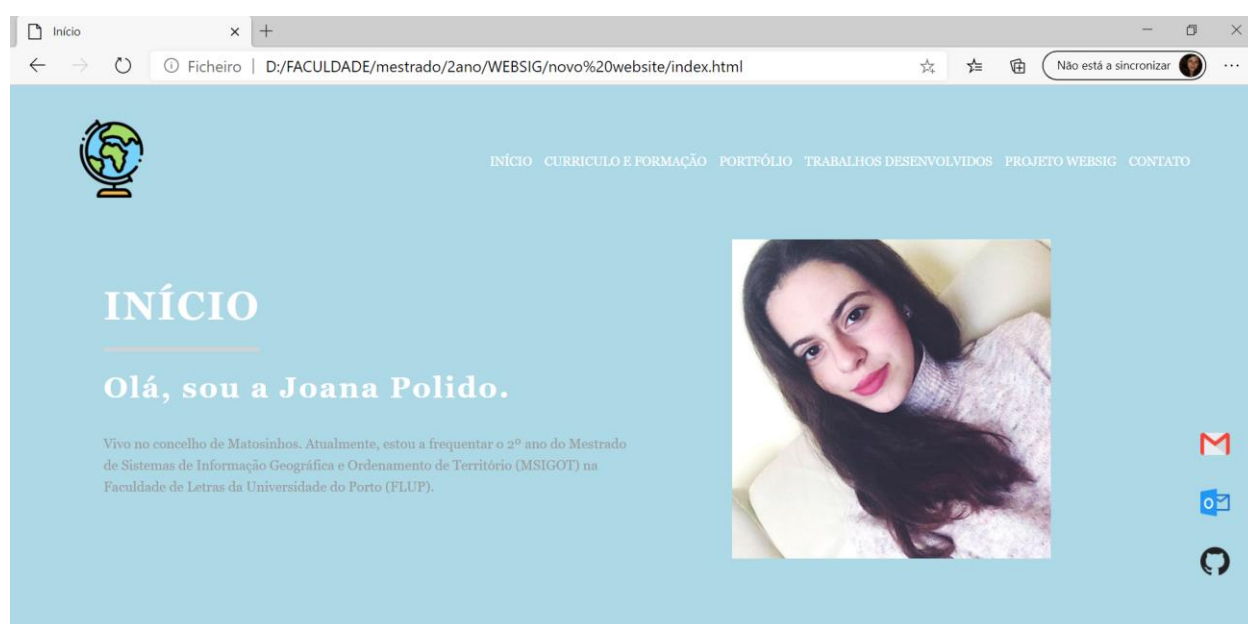 Início
Ficheiro | D:/FACULDADE/mestrado/2ano/WEBSIG/novo%20website/index.html
Não está a sincronizar
INÍCIO CURRICULO E FORMAÇÃO PORTFÓLIO TRABALHOS DESENVOLVIDOS PROJETO WEBSIG CONTATO
INÍCIO
Olá, sou a Joana Polido.
Vivo no concelho de Matosinhos. Atualmente, estou a frequentar o 2º ano do Mestrado
de Sistemas de Informação Geográfica e Ordenamento de Território (MSIGOT) na
Faculdade de Letras da Universidade do Porto (FLUP).